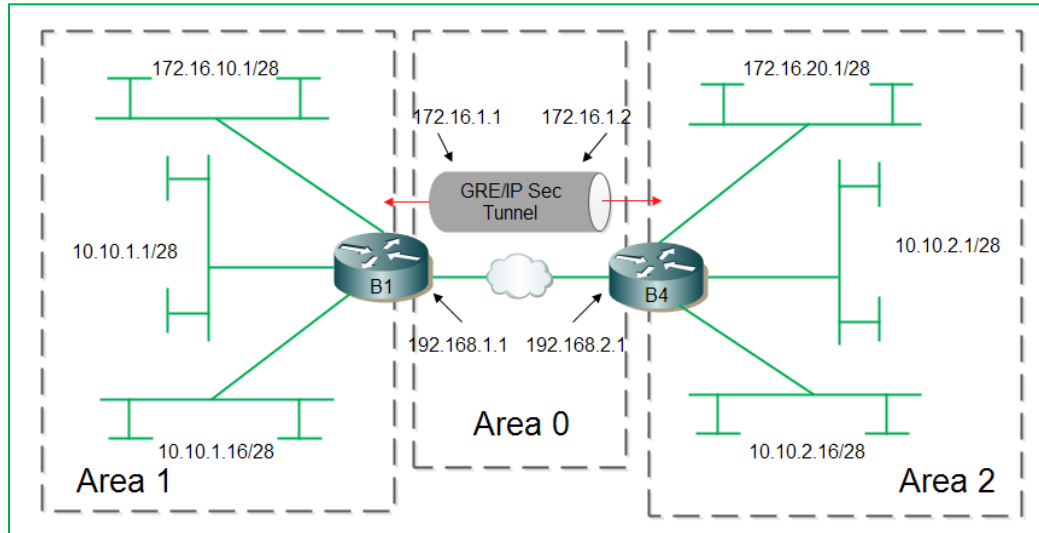 172.16.10.1/28
172.16.20.1/28
172.16.1.1
172.16.1.2
GRE/IP Sec
Tunnel
10.10.1.1/28
10.10.2.1/28
B1
B4
192.168.1.1
192.168.2.1
Area 0
10.10.1.16/28
10.10.2.16/28
Area 1
Area 2